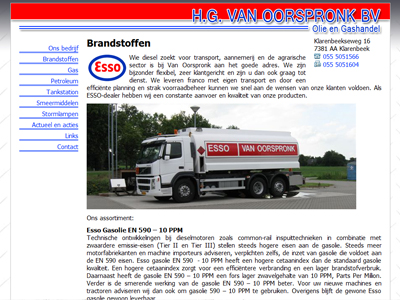 H.G. VAN OORSPRONK BV
Olie en Gashandel
Ons bedrijf
Brandstoffen
Gas
Petroleum
Tankstation
Smeermiddelen
Stormlampen
Actueel en acties
Links
Contact
Brandstoffen
Klarenbeekseweg 16
7381 AA Klarenbeek
055 5051566
055 5051604
Esso
Wie diesel zoekt voor transport, aannemerij en de agrarische
sector is bij Van Oorspronk aan het goede adres. We zijn
bijzonder flexibel, zeer klantgericht en zijn u dan ook graag tot
dienst. We leveren franco met eigen transport en door een
efficiënte planning en strak voorraadbeheer kunnen we snel aan de wensen van onze klanten voldoen. Als
ESSO-dealer hebben wij een constante aanvoer en kwaliteit van onze producten.
ESSO VAN OORSPRONK
Ons assortiment:
Esso Gasolie EN 590 – 10 PPM
Technische ontwikkelingen bij dieselmotoren zoals common-rail inspuittechnieken in combinatie met
zwaardere emissie-eisen (Tier II en Tier III) stellen steeds hogere eisen aan de gasolie. Steeds meer
motorfabriekanten en machine importeurs adviseren, verplichten zelfs, de inzet van gasolie die voldoet aan
de EN 590 eisen. Esso gasolie EN 590 - 10 PPM heeft een hogere cetaanindex dan de standaard gasolie
kwaliteit. Een hogere cetaanindex zorgt voor een efficiëntere verbranding en een lager brandstofverbruik.
Daarnaast heeft de gasolie EN 590 – 10 PPM een fors lager zwavelgehalte van 10 PPM, Parts Per Milion.
Verder is de smerende werking van de gasolie EN 590 – 10 PPM beter. Voor uw nieuwe machines en
tractoren adviseren wij dan ook om gasolie 590 – 10 PPM te gebruiken. Overigens blijft de gewone Esso
gasolie gewoon leverbaar.